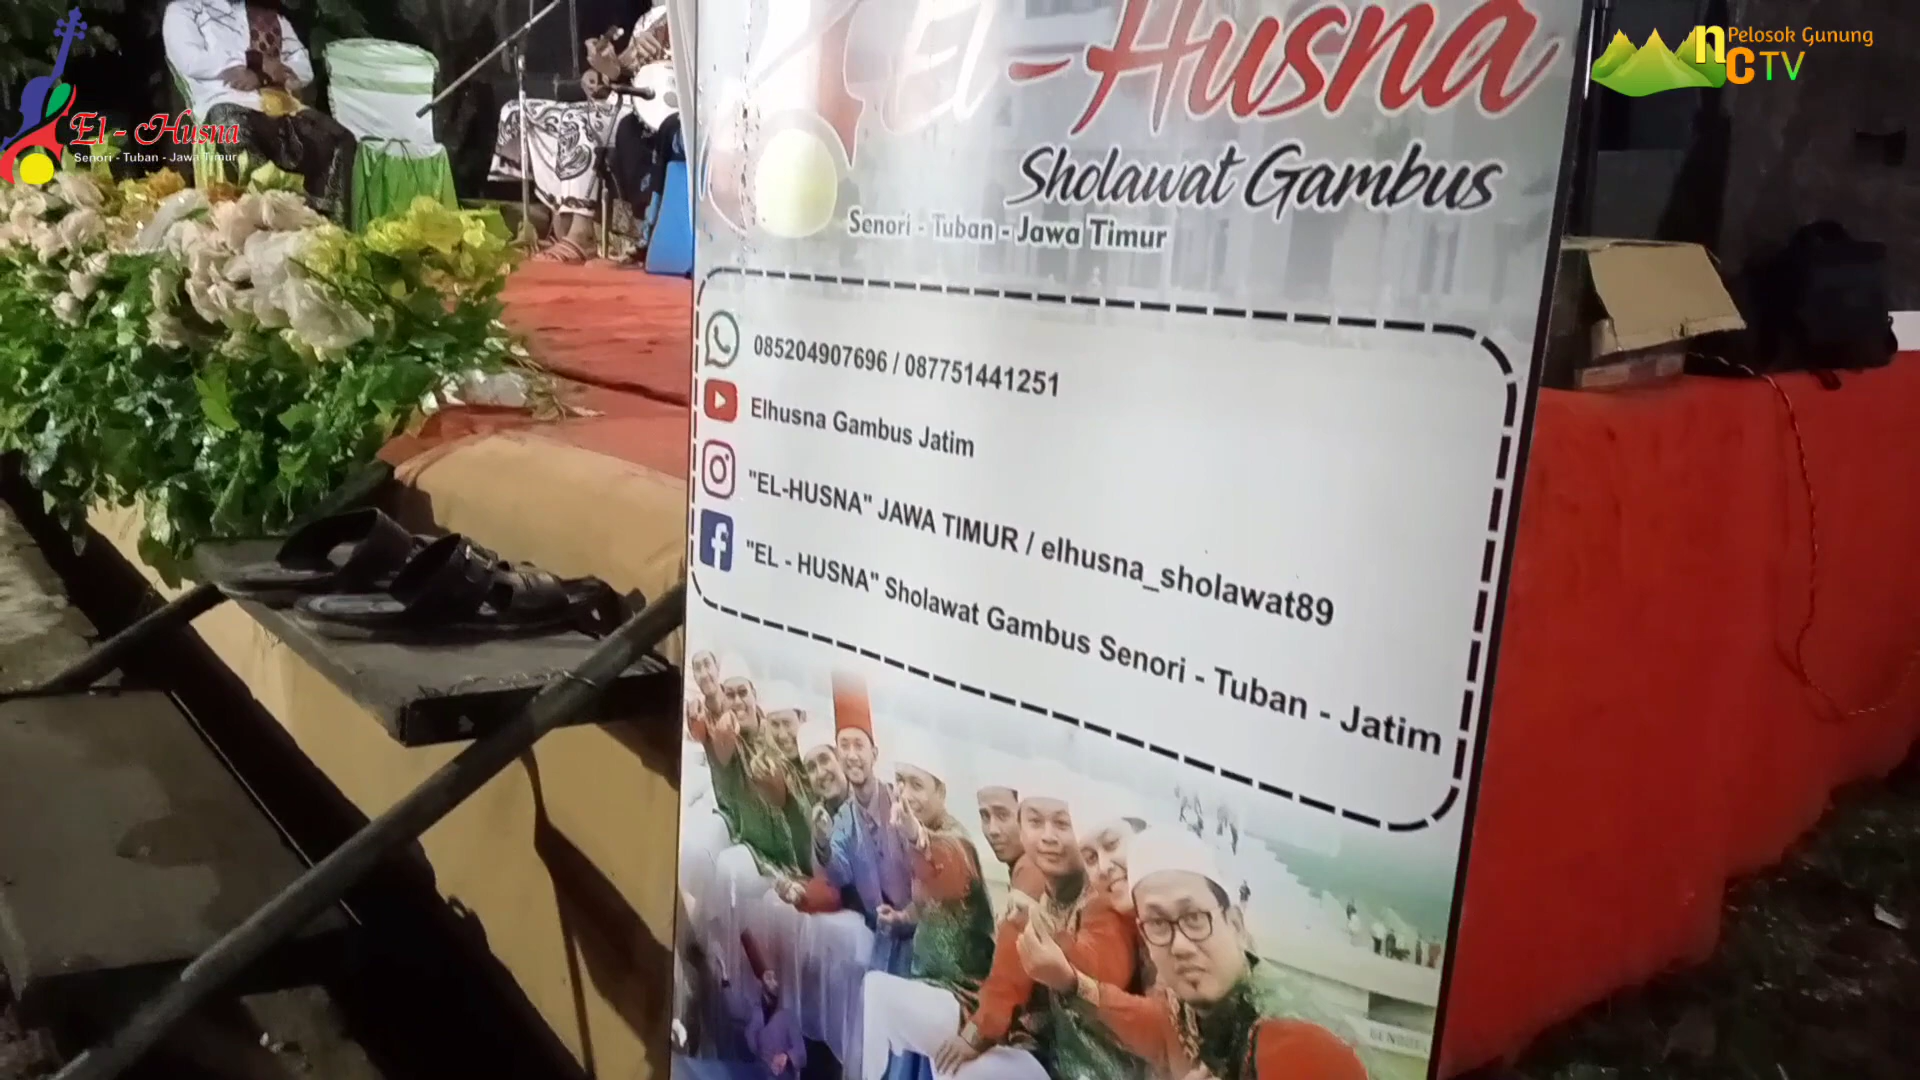 El - Husna
Senori - Tuban - Jawa Timur
Pelosok Gunung
nCTV
El-Husna
Sholawat Gambus
Senori - Tuban - Jawa Timur
085204907696 / 087751441251
Elhusna Gambus Jatim
"EL-HUSNA" JAWA TIMUR / elhusna_sholawat89
"EL - HUSNA" Sholawat Gambus Senori - Tuban - Jatim